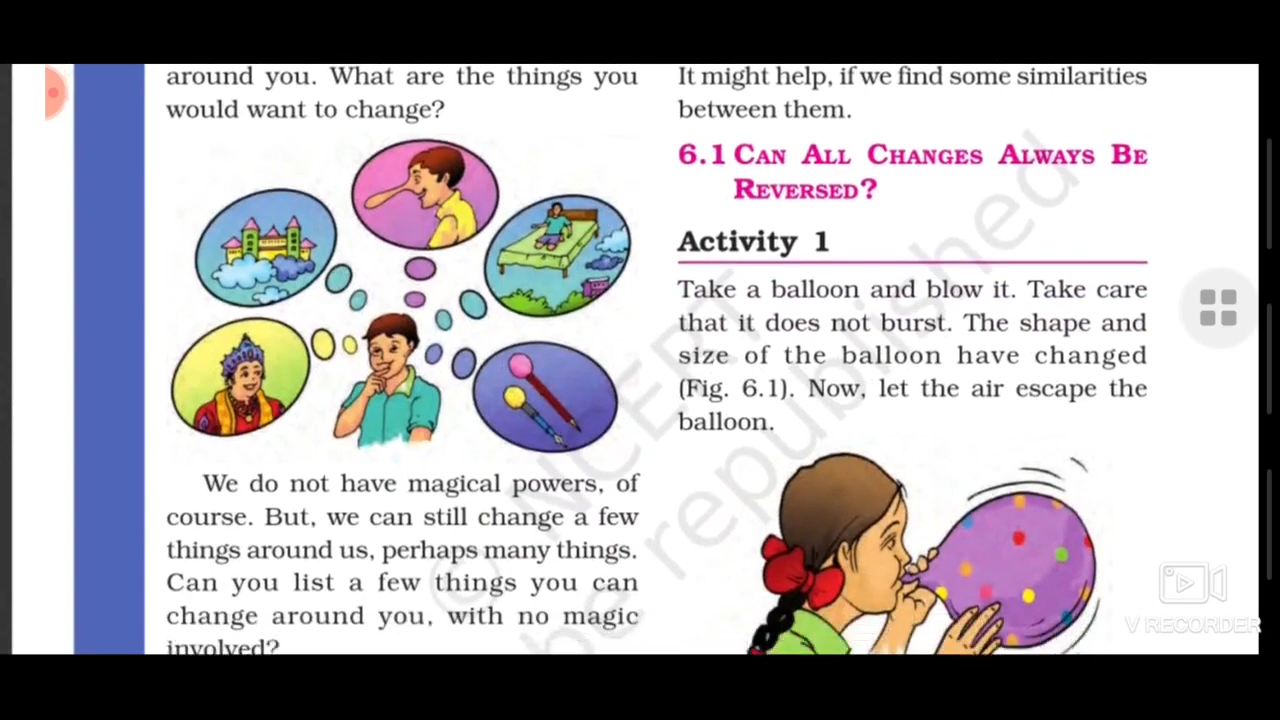 around you. What are the things you
would want to change?
We do not have magical powers, of
course. But, we can still change a few
things around us, perhaps many things.
Can you list a few things you can
change around you, with no magic
involved?
It might help, if we find some similarities
between them.
6.1 CAN ALL CHANGES ALWAYS BE
REVERSED?
Activity 1
Take a balloon and blow it. Take care
that it does not burst. The shape and
size of the balloon have changed
(Fig. 6.1). Now, let the air escape the
balloon.
© NCERT
be republished
V RECORDER